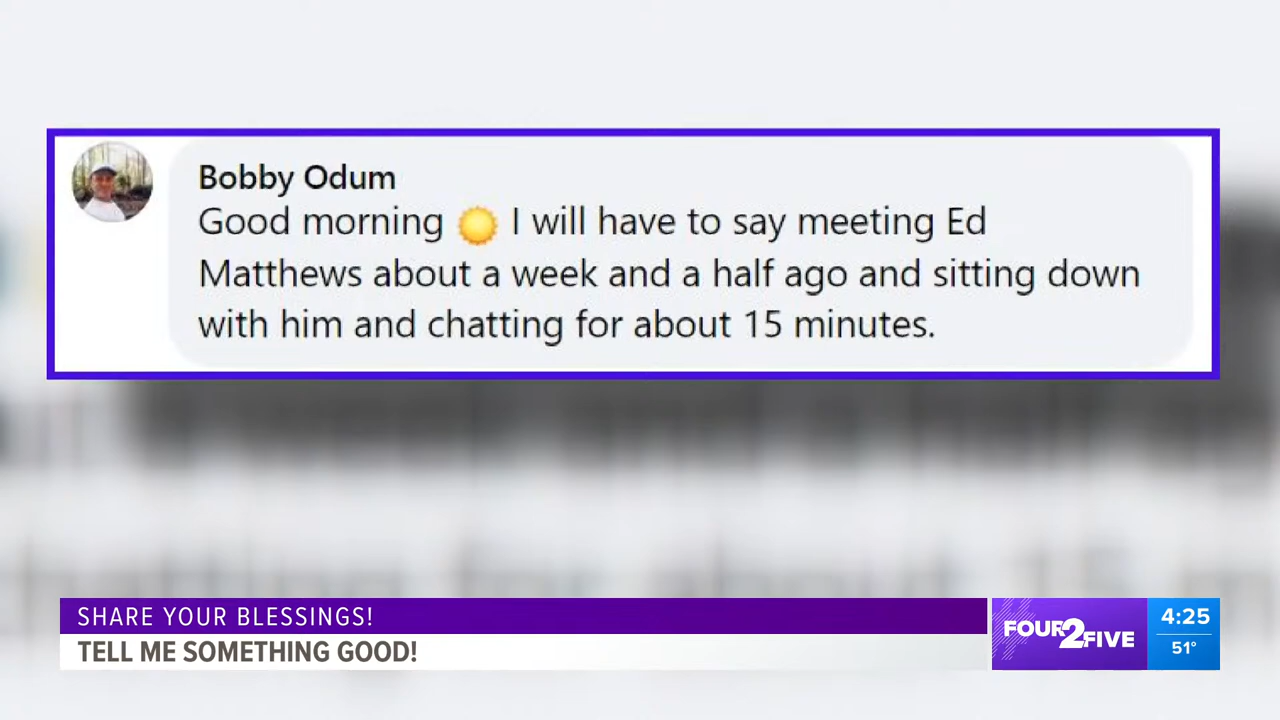 Bobby Odum
Good morning ☀ I will have to say meeting Ed
Matthews about a week and a half ago and sitting down
with him and chatting for about 15 minutes.
SHARE YOUR BLESSINGS!
TELL ME SOMETHING GOOD!
FOUR2FIVE
4:25
51°